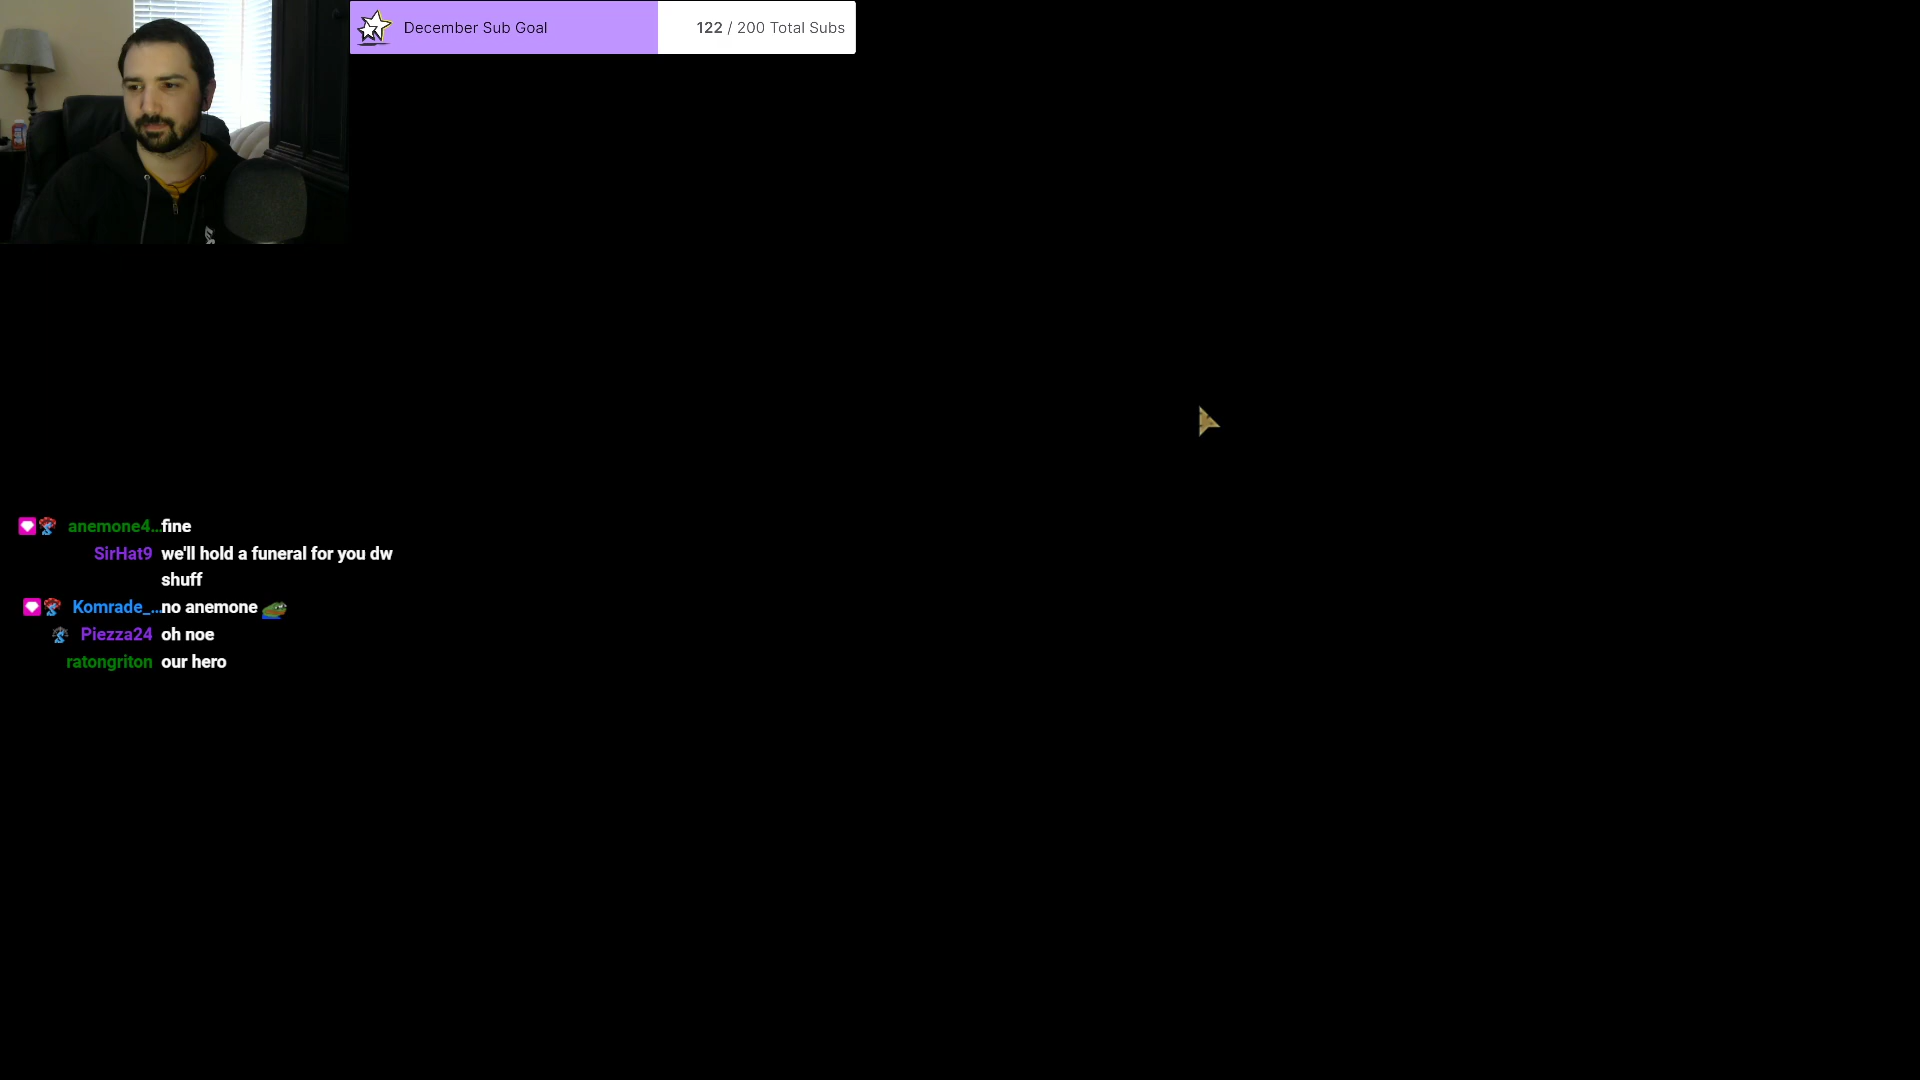 December Sub Goal 122 / 200 Total Subs
anemone4... fine
SirHat9 we'll hold a funeral for you dw
shuff
Komrade_... no anemone
Piezza24 oh noe
ratongriton our hero